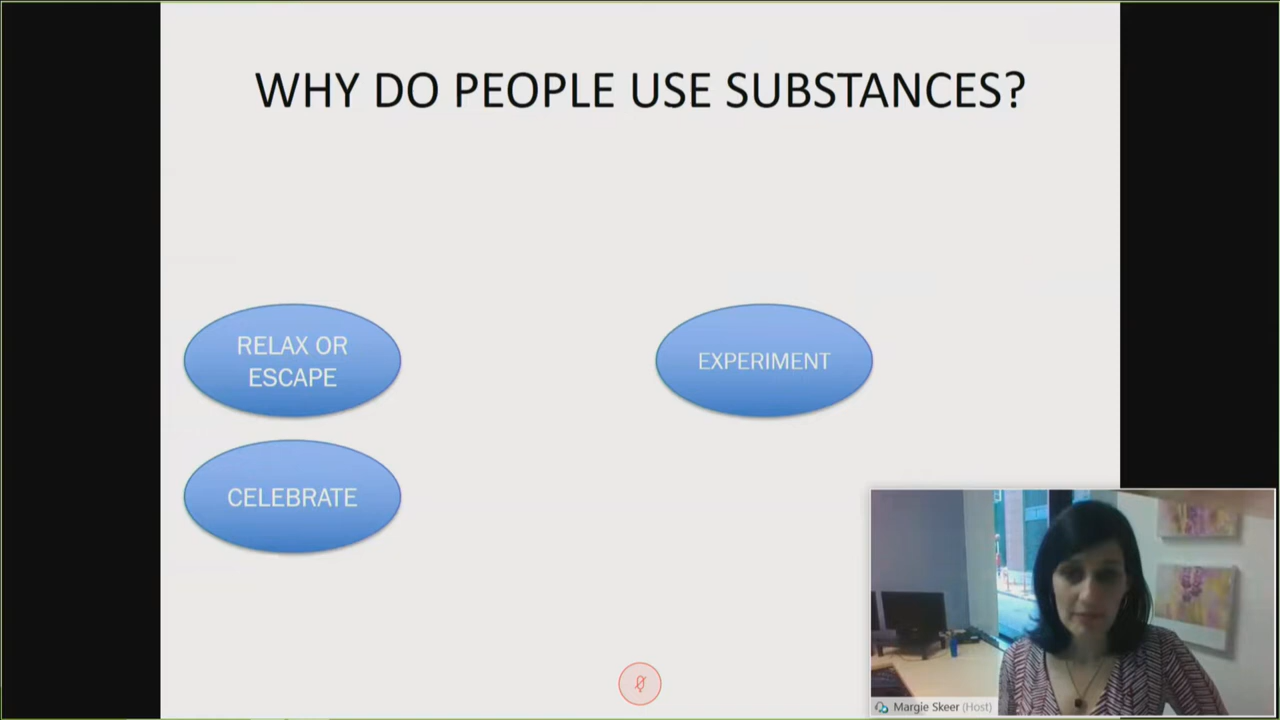 WHY DO PEOPLE USE SUBSTANCES?
RELAX OR
ESCAPE
EXPERIMENT
CELEBRATE
Margie Skeer (Host)